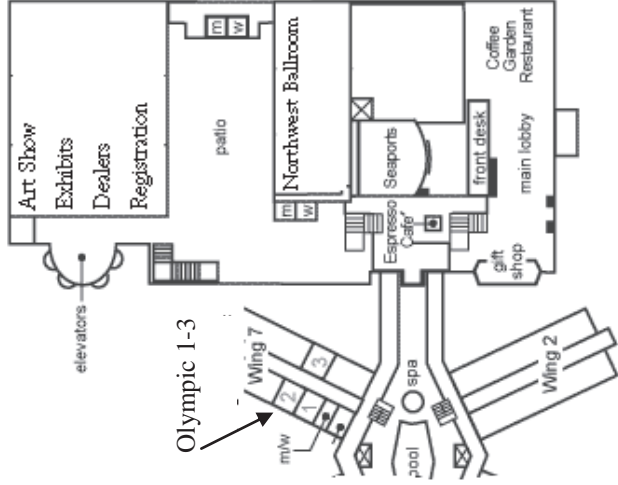 Art Show
Exhibits
Dealers
Registration
elevators
patio
m
w
Northwest Ballroom
m
w
Seaports
Espresso
Cafe'
front desk
Coffee
Garden
Restaurant
main lobby
gift
shop
Olympic 1-3
Wing 7
3
2
1
m/w
spa
pool
Wing 2